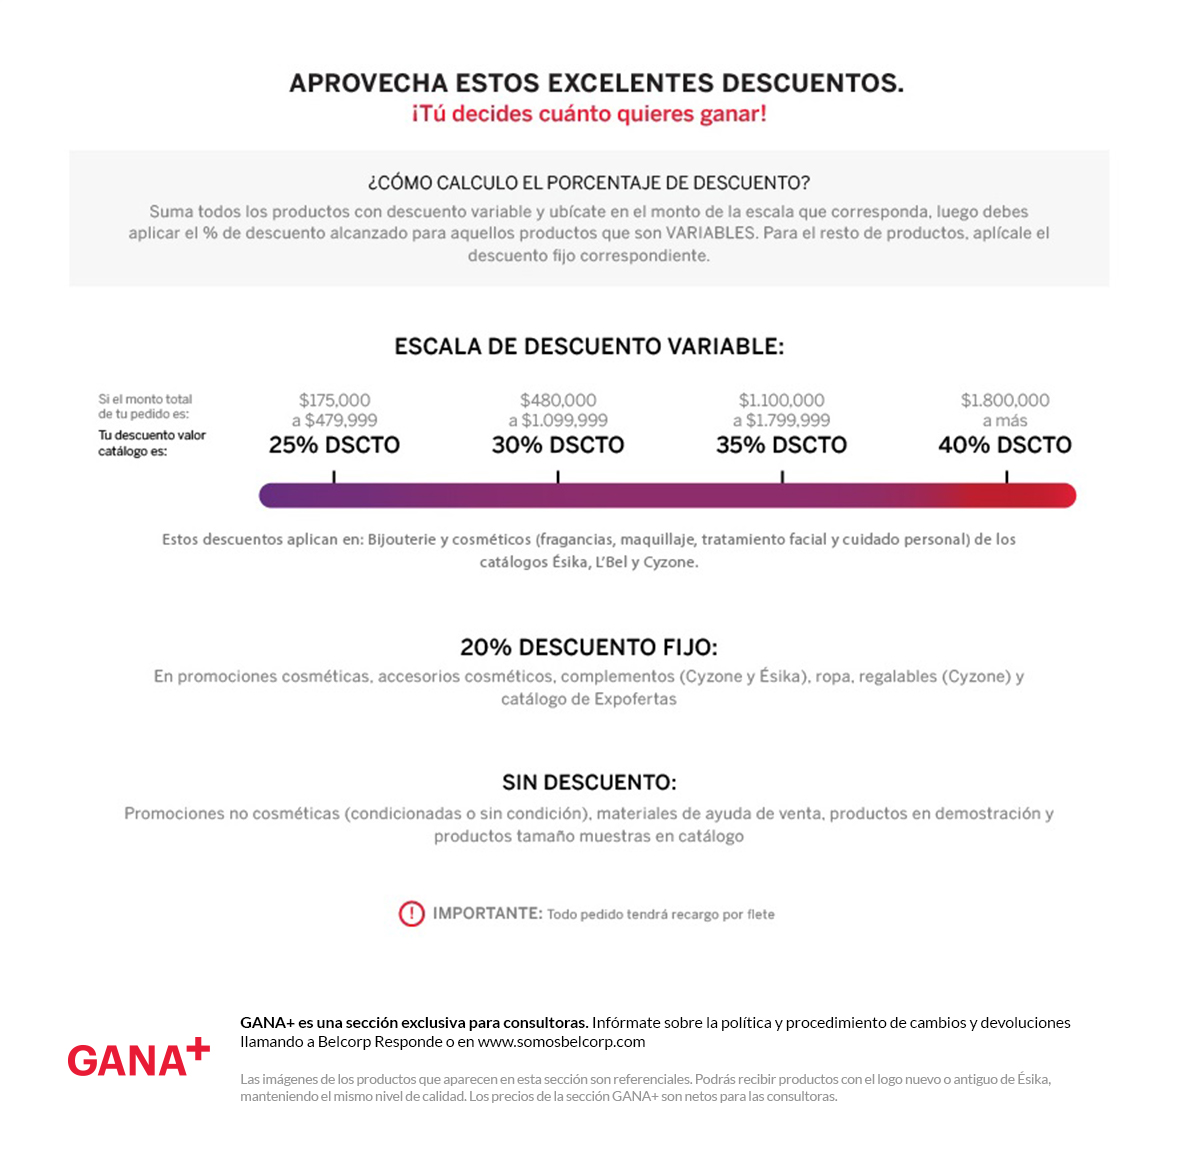 APROVECHA ESTOS EXCELENTES DESCUENTOS.
¡Tú decides cuánto quieres ganar!
¿CÓMO CALCULO EL PORCENTAJE DE DESCUENTO?
Suma todos los productos con descuento variable y ubícate en el monto de la escala que corresponda, luego debes
aplicar el % de descuento alcanzado para aquellos productos que son VARIABLES. Para el resto de productos, aplícale el
descuento fijo correspondiente.
ESCALA DE DESCUENTO VARIABLE:
Si el monto total
de tu pedido es:
Tu descuento valor
catálogo es:
$175,000
a $479,999
25% DSCTO
$480,000
a $1.099,999
30% DSCTO
$1.100,000
a $1.799,999
35% DSCTO
$1.800,000
a más
40% DSCTO
Estos descuentos aplican en: Bijouterie y cosméticos (fragancias, maquillaje, tratamiento facial y cuidado personal) de los
catálogos Ésika, L'Bel y Cyzone.
20% DESCUENTO FIJO:
En promociones cosméticas, accesorios cosméticos, complementos (Cyzone y Ésika), ropa, regalables (Cyzone) y
catálogo de Expofertas
SIN DESCUENTO:
Promociones no cosméticas (condicionadas o sin condición), materiales de ayuda de venta, productos en demostración y
productos tamaño muestras en catálogo
! IMPORTANTE: Todo pedido tendrá recargo por flete
GANA+
GANA+ es una sección exclusiva para consultoras. Infórmate sobre la política y procedimiento de cambios y devoluciones
llamando a Belcorp Responde o en www.somosbelcorp.com
Las imágenes de los productos que aparecen en esta sección son referenciales. Podrás recibir productos con el logo nuevo o antiguo de Ésika,
manteniendo el mismo nivel de calidad. Los precios de la sección GANA+ son netos para las consultoras.